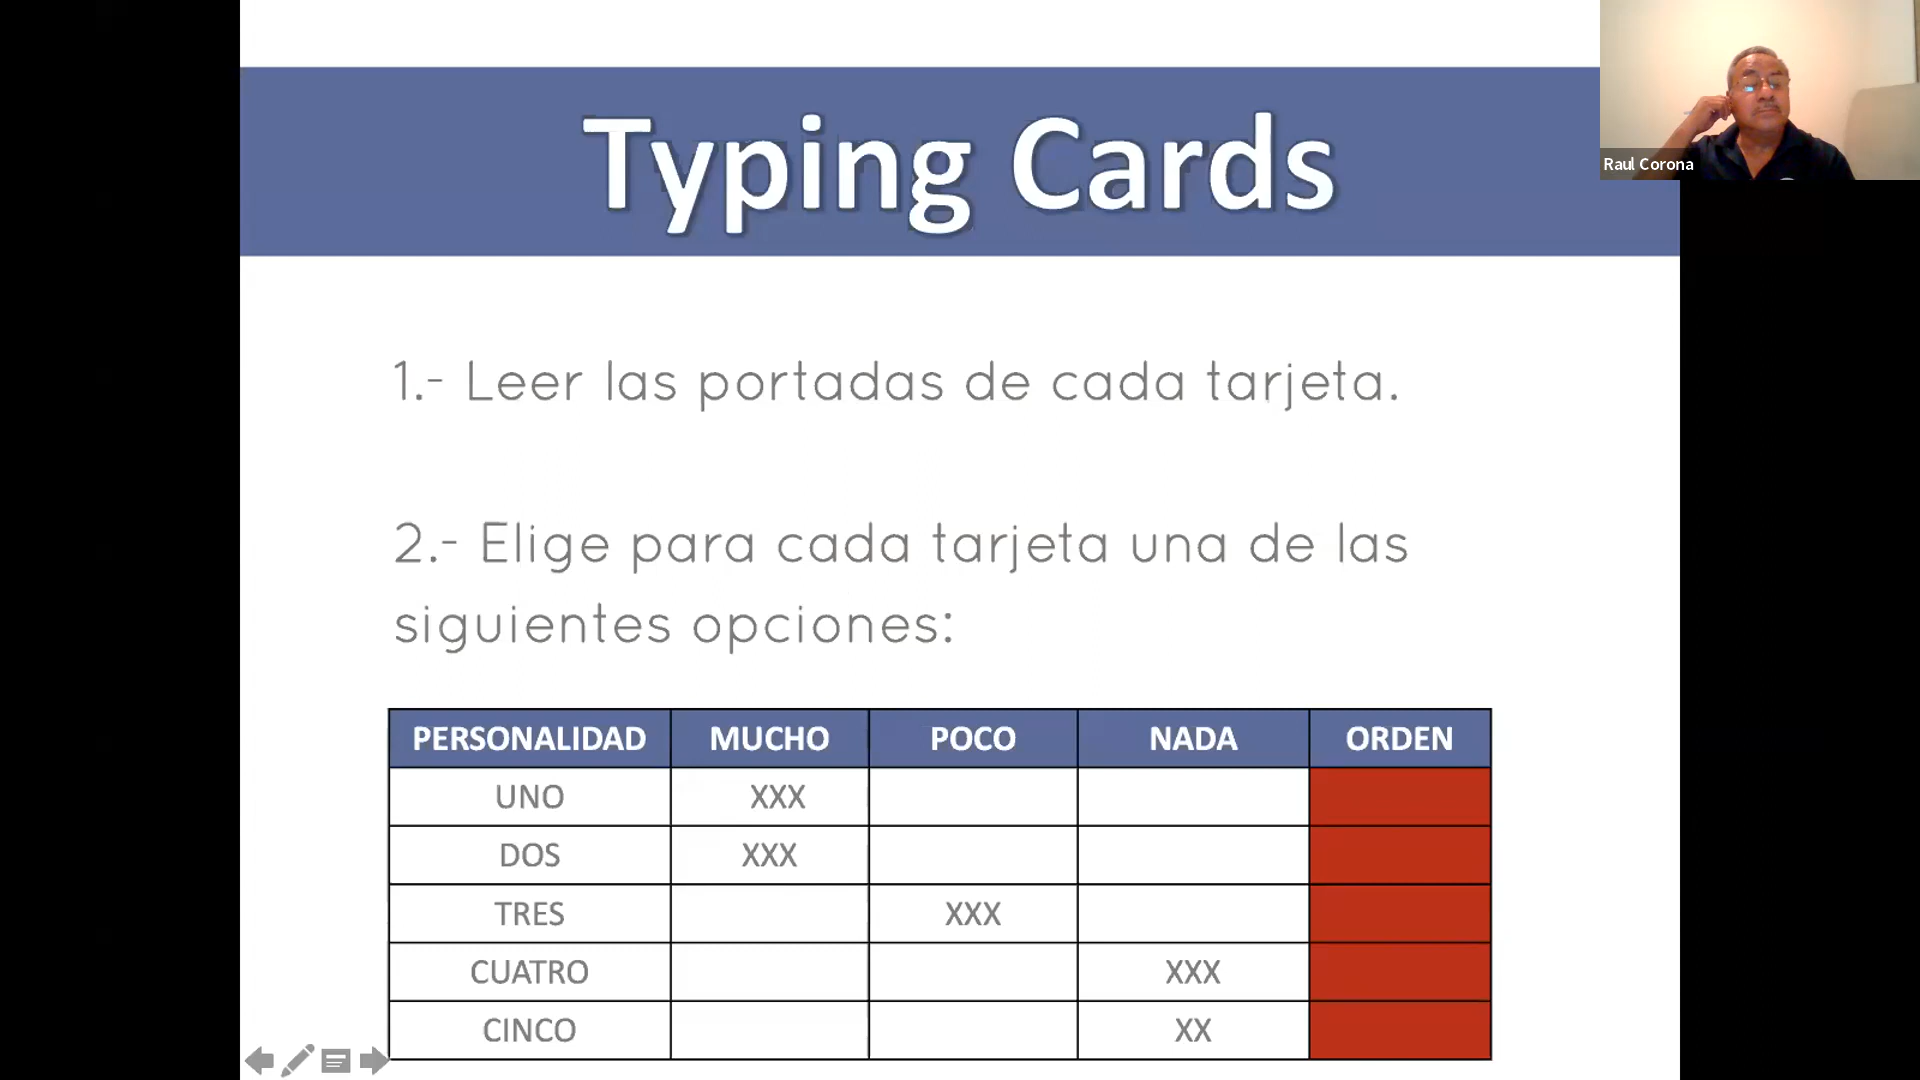 Typing Cards
Raul Corona
1.- Leer las portadas de cada tarjeta.
2.- Elige para cada tarjeta una de las
siguientes opciones:
PERSONALIDAD MUCHO POCO NADA ORDEN
UNO XXX
DOS XXX
TRES XXX
CUATRO XXX
CINCO XX